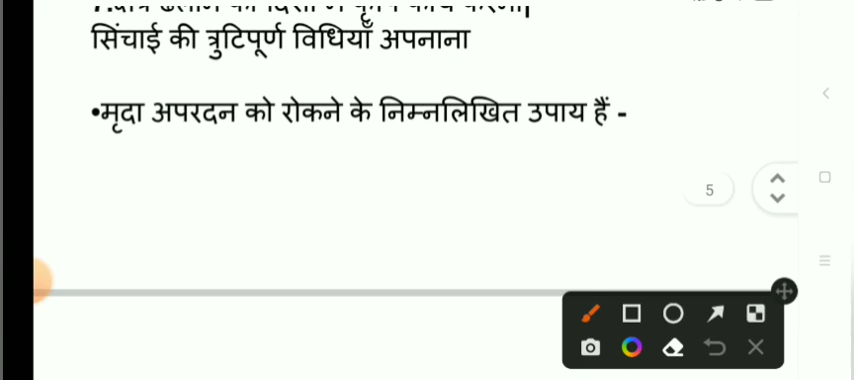 सिंचाई की त्रुटिपूर्ण विधियाँ अपनाना
•मृदा अपरदन को रोकने के निम्नलिखित उपाय हैं -
5